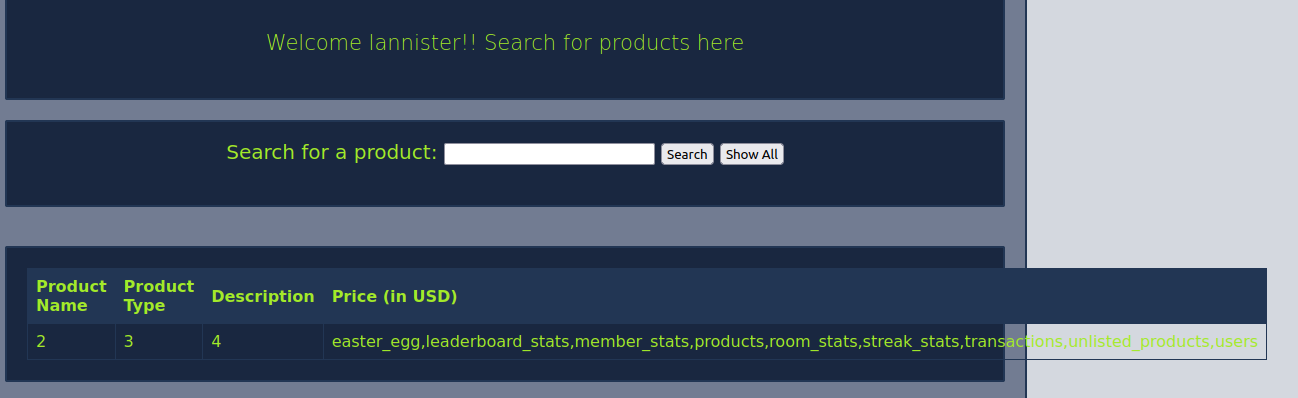 Welcome lannister!! Search for products here
Search for a product: Search Show All
Product Name Product Type Description Price (in USD)
2 3 4 easter_egg,leaderboard_stats,member_stats,products,room_stats,streak_stats,transactions,unlisted_products,users